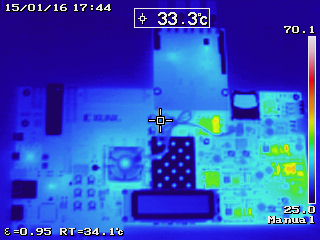 15/01/16 17:44
33.3℃
70.1
25.0
Manual
ε=0.95 RT=34.1℃